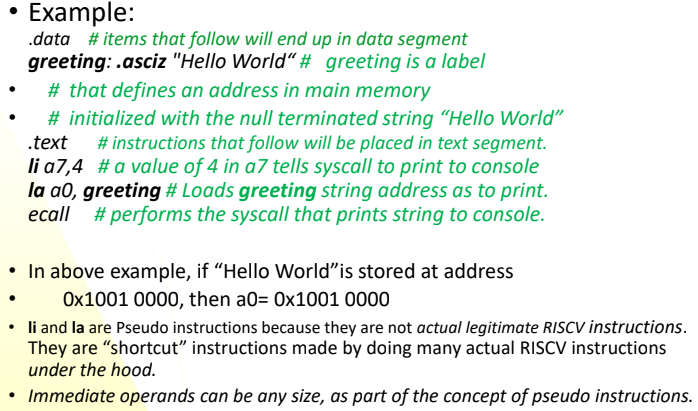 • Example:
.data # items that follow will end up in data segment
greeting: .asciz "Hello World“ # greeting is a label
• # that defines an address in main memory
• # initialized with the null terminated string “Hello World”
.text # instructions that follow will be placed in text segment.
li a7,4 # a value of 4 in a7 tells syscall to print to console
la a0, greeting # Loads greeting string address as to print.
ecall # performs the syscall that prints string to console.
• In above example, if “Hello World”is stored at address
• 0x1001 0000, then a0= 0x1001 0000
• li and la are Pseudo instructions because they are not actual legitimate RISCV instructions.
They are “shortcut” instructions made by doing many actual RISCV instructions
under the hood.
• Immediate operands can be any size, as part of the concept of pseudo instructions.